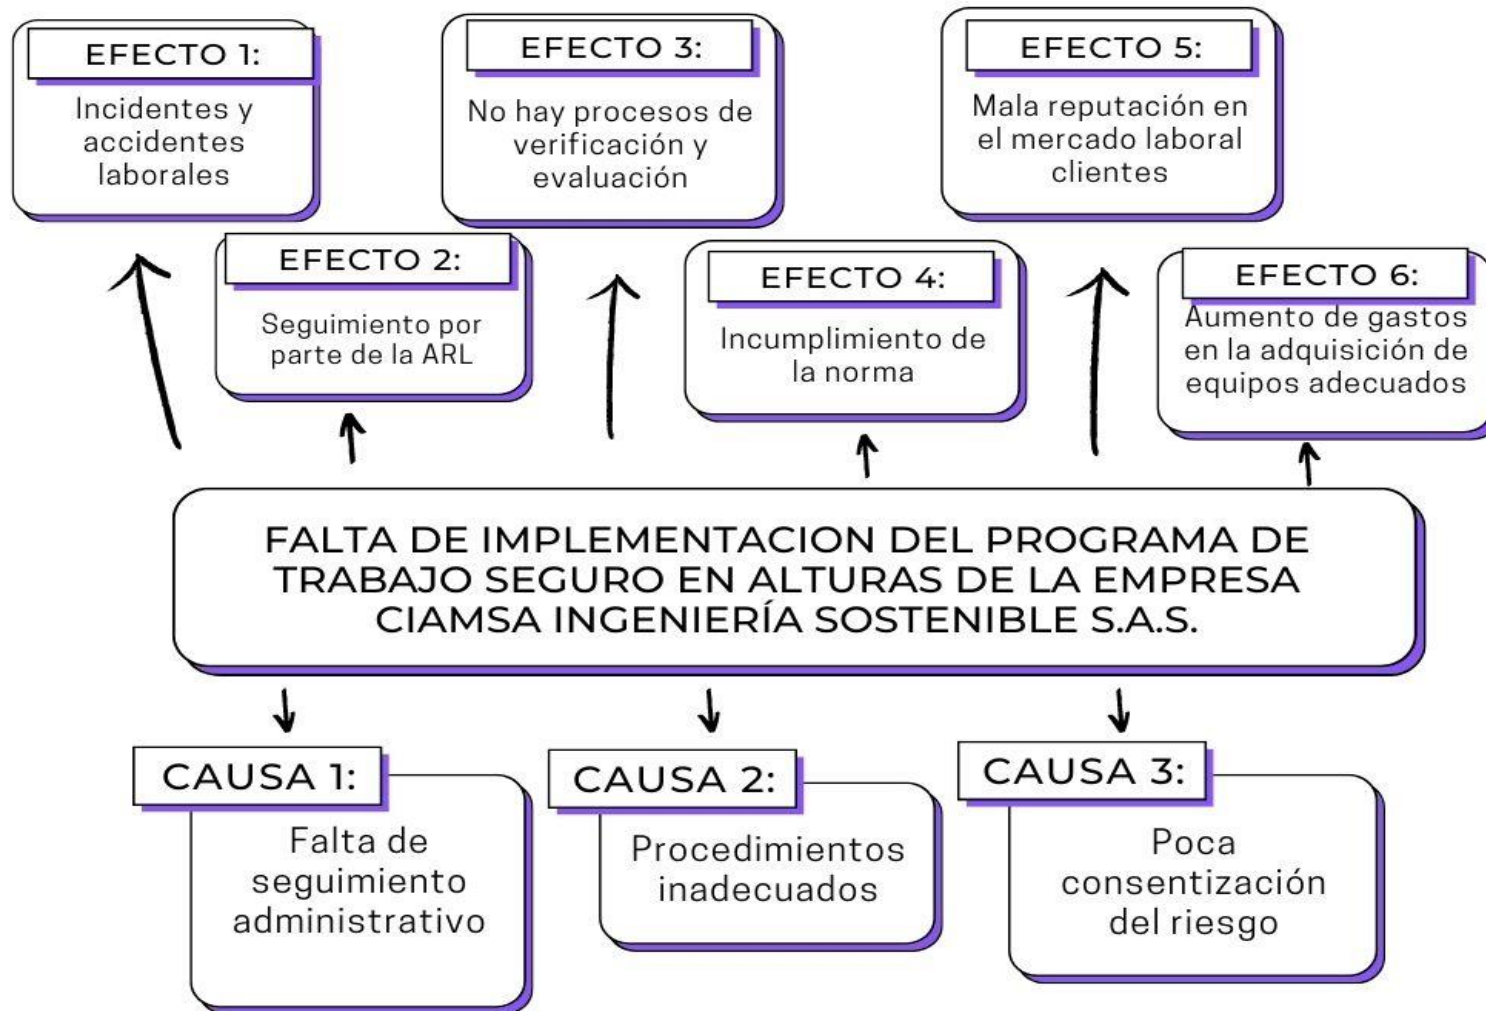 EFECTO 1:
Incidentes y
accidentes
laborales
EFECTO 2:
Seguimiento por
parte de la ARL
EFECTO 3:
No hay procesos de
verificación y
evaluación
EFECTO 4:
Incumplimiento de
la norma
EFECTO 5:
Mala reputación en
el mercado laboral
clientes
EFECTO 6:
Aumento de gastos
en la adquisición de
equipos adecuados
FALTA DE IMPLEMENTACION DEL PROGRAMA DE
TRABAJO SEGURO EN ALTURAS DE LA EMPRESA
CIAMSA INGENIERÍA SOSTENIBLE S.A.S.
CAUSA 1:
Falta de
seguimiento
administrativo
CAUSA 2:
Procedimientos
inadecuados
CAUSA 3:
Poca
consentización
del riesgo